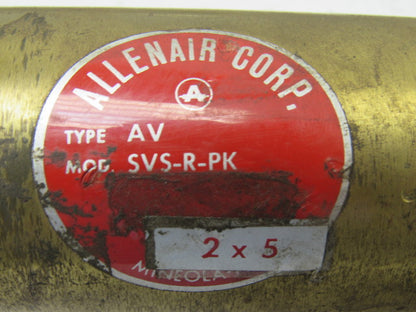 ALLENAIR CORP.
A
TYPE AV
MOD. SVS-R-PK
2 x 5
MINEOLA